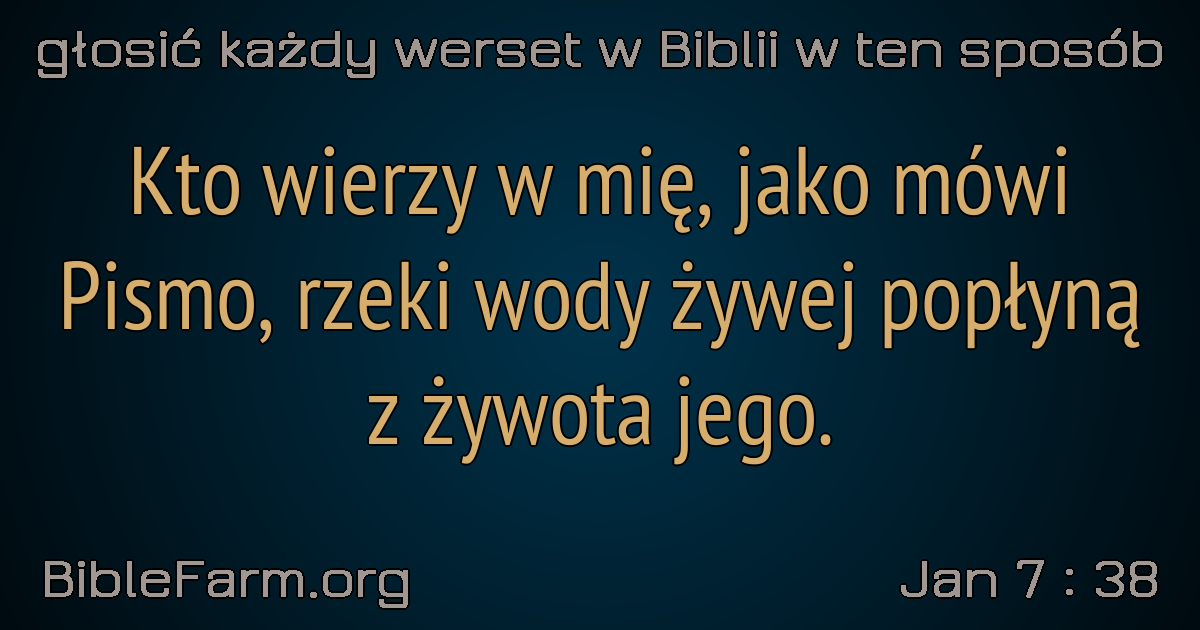 głosić każdy werset w Biblii w ten sposób
Kto wierzy w mię, jako mówi
Pismo, rzeki wody żywej popłyną
z żywota jego.
BibleFarm.org
Jan 7 : 38